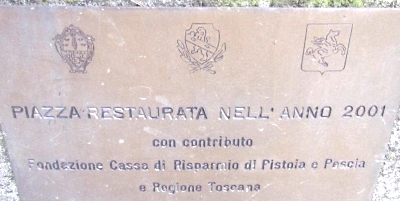 PIAZZA RESTAURATA NELL'ANNO 2001
con contributo
Fondazione Cassa di Risparmio di Pistoia e Pescia
e Regione Toscana